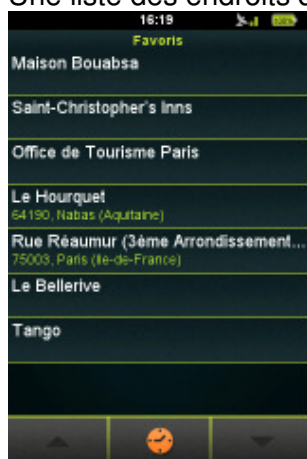 Une liste des endroits
16:19
100%
Favoris
Maison Bouabsa
Saint-Christopher's Inns
Office de Tourisme Paris
Le Hourquet
64190, Nabas (Aquitaine)
Rue Réaumur (3ème Arrondissement...
75003, Paris (Ile-de-France)
Le Bellerive
Tango